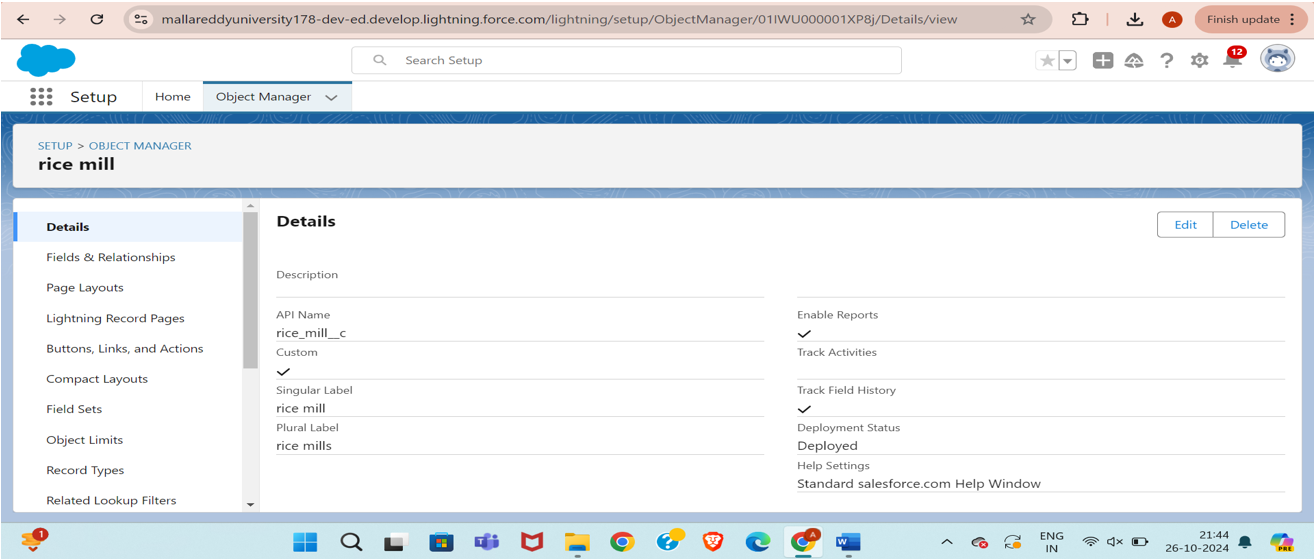 mallareddyuniversity178-dev-ed.develop.lightning.force.com/lightning/setup/ObjectManager/01IWU000001XP8j/Details/view
A
Finish update
Search Setup
12
Setup
Home
Object Manager
SETUP > OBJECT MANAGER
rice mill
Details
Fields & Relationships
Page Layouts
Lightning Record Pages
Buttons, Links, and Actions
Compact Layouts
Field Sets
Object Limits
Record Types
Related Lookup Filters
Details
Edit
Delete
Description
API Name
rice_mill__c
Custom
Singular Label
rice mill
Plural Label
rice mills
Enable Reports
Track Activities
Track Field History
Deployment Status
Deployed
Help Settings
Standard salesforce.com Help Window
1
A
W
ENG
IN
21:44
26-10-2024
PRE